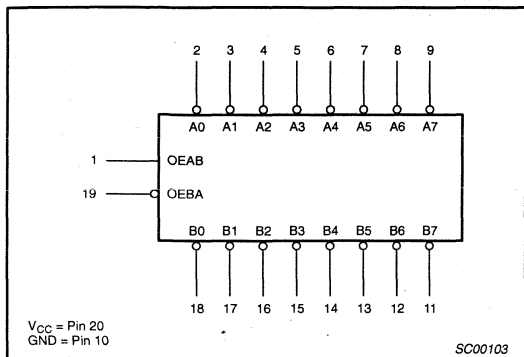 2 3 4 5 6 7 8 9
A0 A1 A2 A3 A4 A5 A6 A7
1 OEAB
19 OEBA
B0 B1 B2 B3 B4 B5 B6 B7
18 17 16 15 14 13 12 11
VCC = Pin 20
GND = Pin 10
SC00103